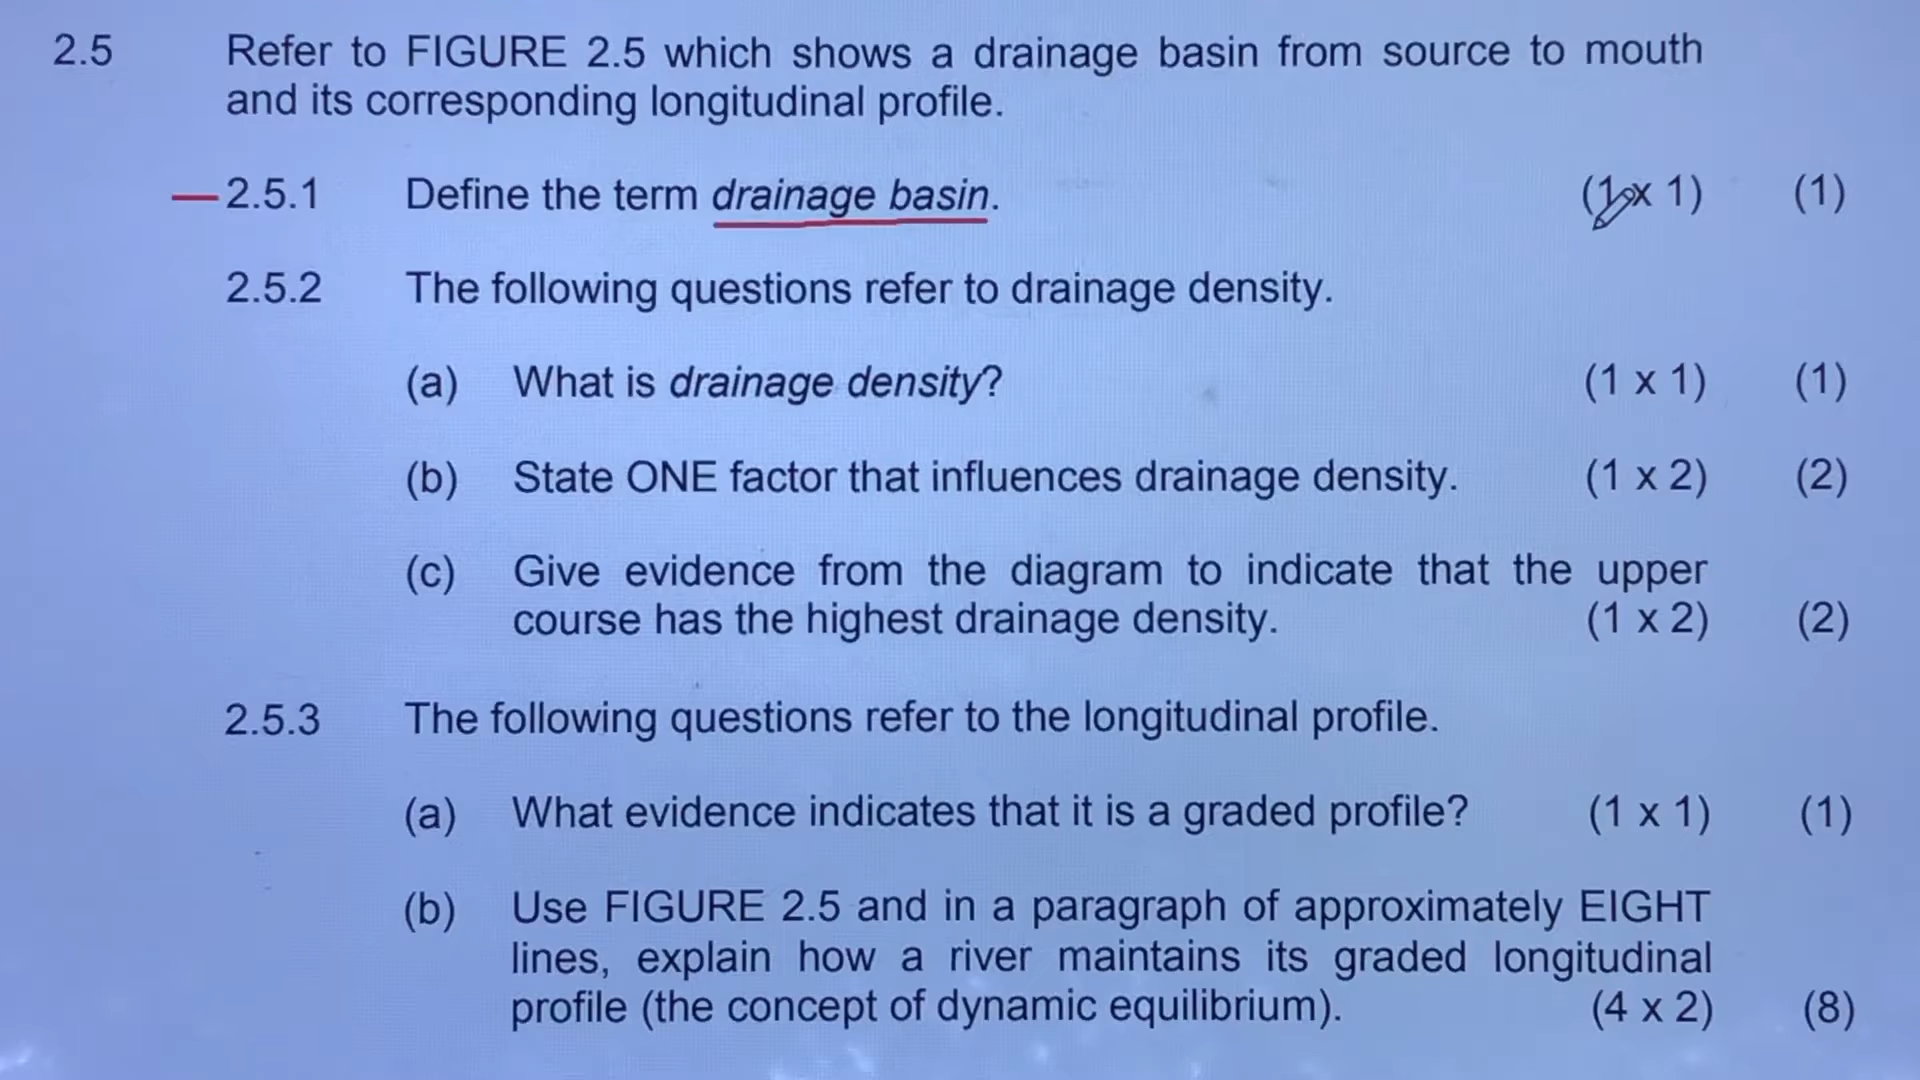 2.5 Refer to FIGURE 2.5 which shows a drainage basin from source to mouth
and its corresponding longitudinal profile.
2.5.1 Define the term drainage basin. (1 x 1) (1)
2.5.2 The following questions refer to drainage density.
(a) What is drainage density? (1 x 1) (1)
(b) State ONE factor that influences drainage density. (1 x 2) (2)
(c) Give evidence from the diagram to indicate that the upper
course has the highest drainage density. (1 x 2) (2)
2.5.3 The following questions refer to the longitudinal profile.
(a) What evidence indicates that it is a graded profile? (1 x 1) (1)
(b) Use FIGURE 2.5 and in a paragraph of approximately EIGHT
lines, explain how a river maintains its graded longitudinal
profile (the concept of dynamic equilibrium). (4 x 2) (8)